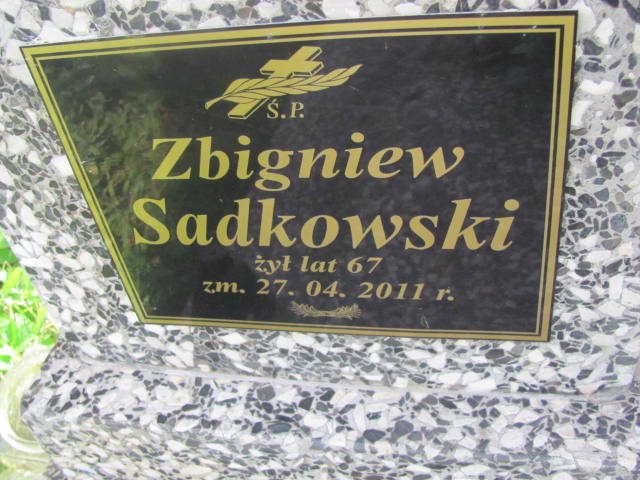 Ś.P.
Zbigniew
Sadkowski
żył lat 67
zm. 27. 04. 2011 r.